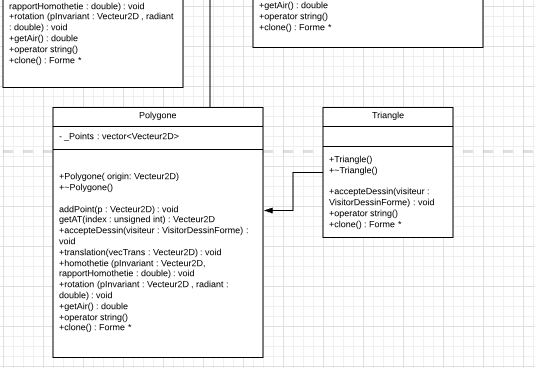 rapportHomothetie : double) : void
+rotation (pInvariant : Vecteur2D , radiant
: double) : void
+getAir() : double
+operator string()
+clone() : Forme *
+getAir() : double
+operator string()
+clone() : Forme *
Polygone
- _Points : vector<Vecteur2D>
+Polygone( origin: Vecteur2D)
+~Polygone()
addPoint(p : Vecteur2D) : void
getAT(index : unsigned int) : Vecteur2D
+accepteDessin(visiteur : VisitorDessinForme) :
void
+translation(vecTrans : Vecteur2D) : void
+homothetie (pInvariant : Vecteur2D,
rapportHomothetie : double) : void
+rotation (pInvariant : Vecteur2D , radiant :
double) : void
+getAir() : double
+operator string()
+clone() : Forme *
Triangle
+Triangle()
+~Triangle()
+accepteDessin(visiteur :
VisitorDessinForme) : void
+operator string()
+clone() : Forme *